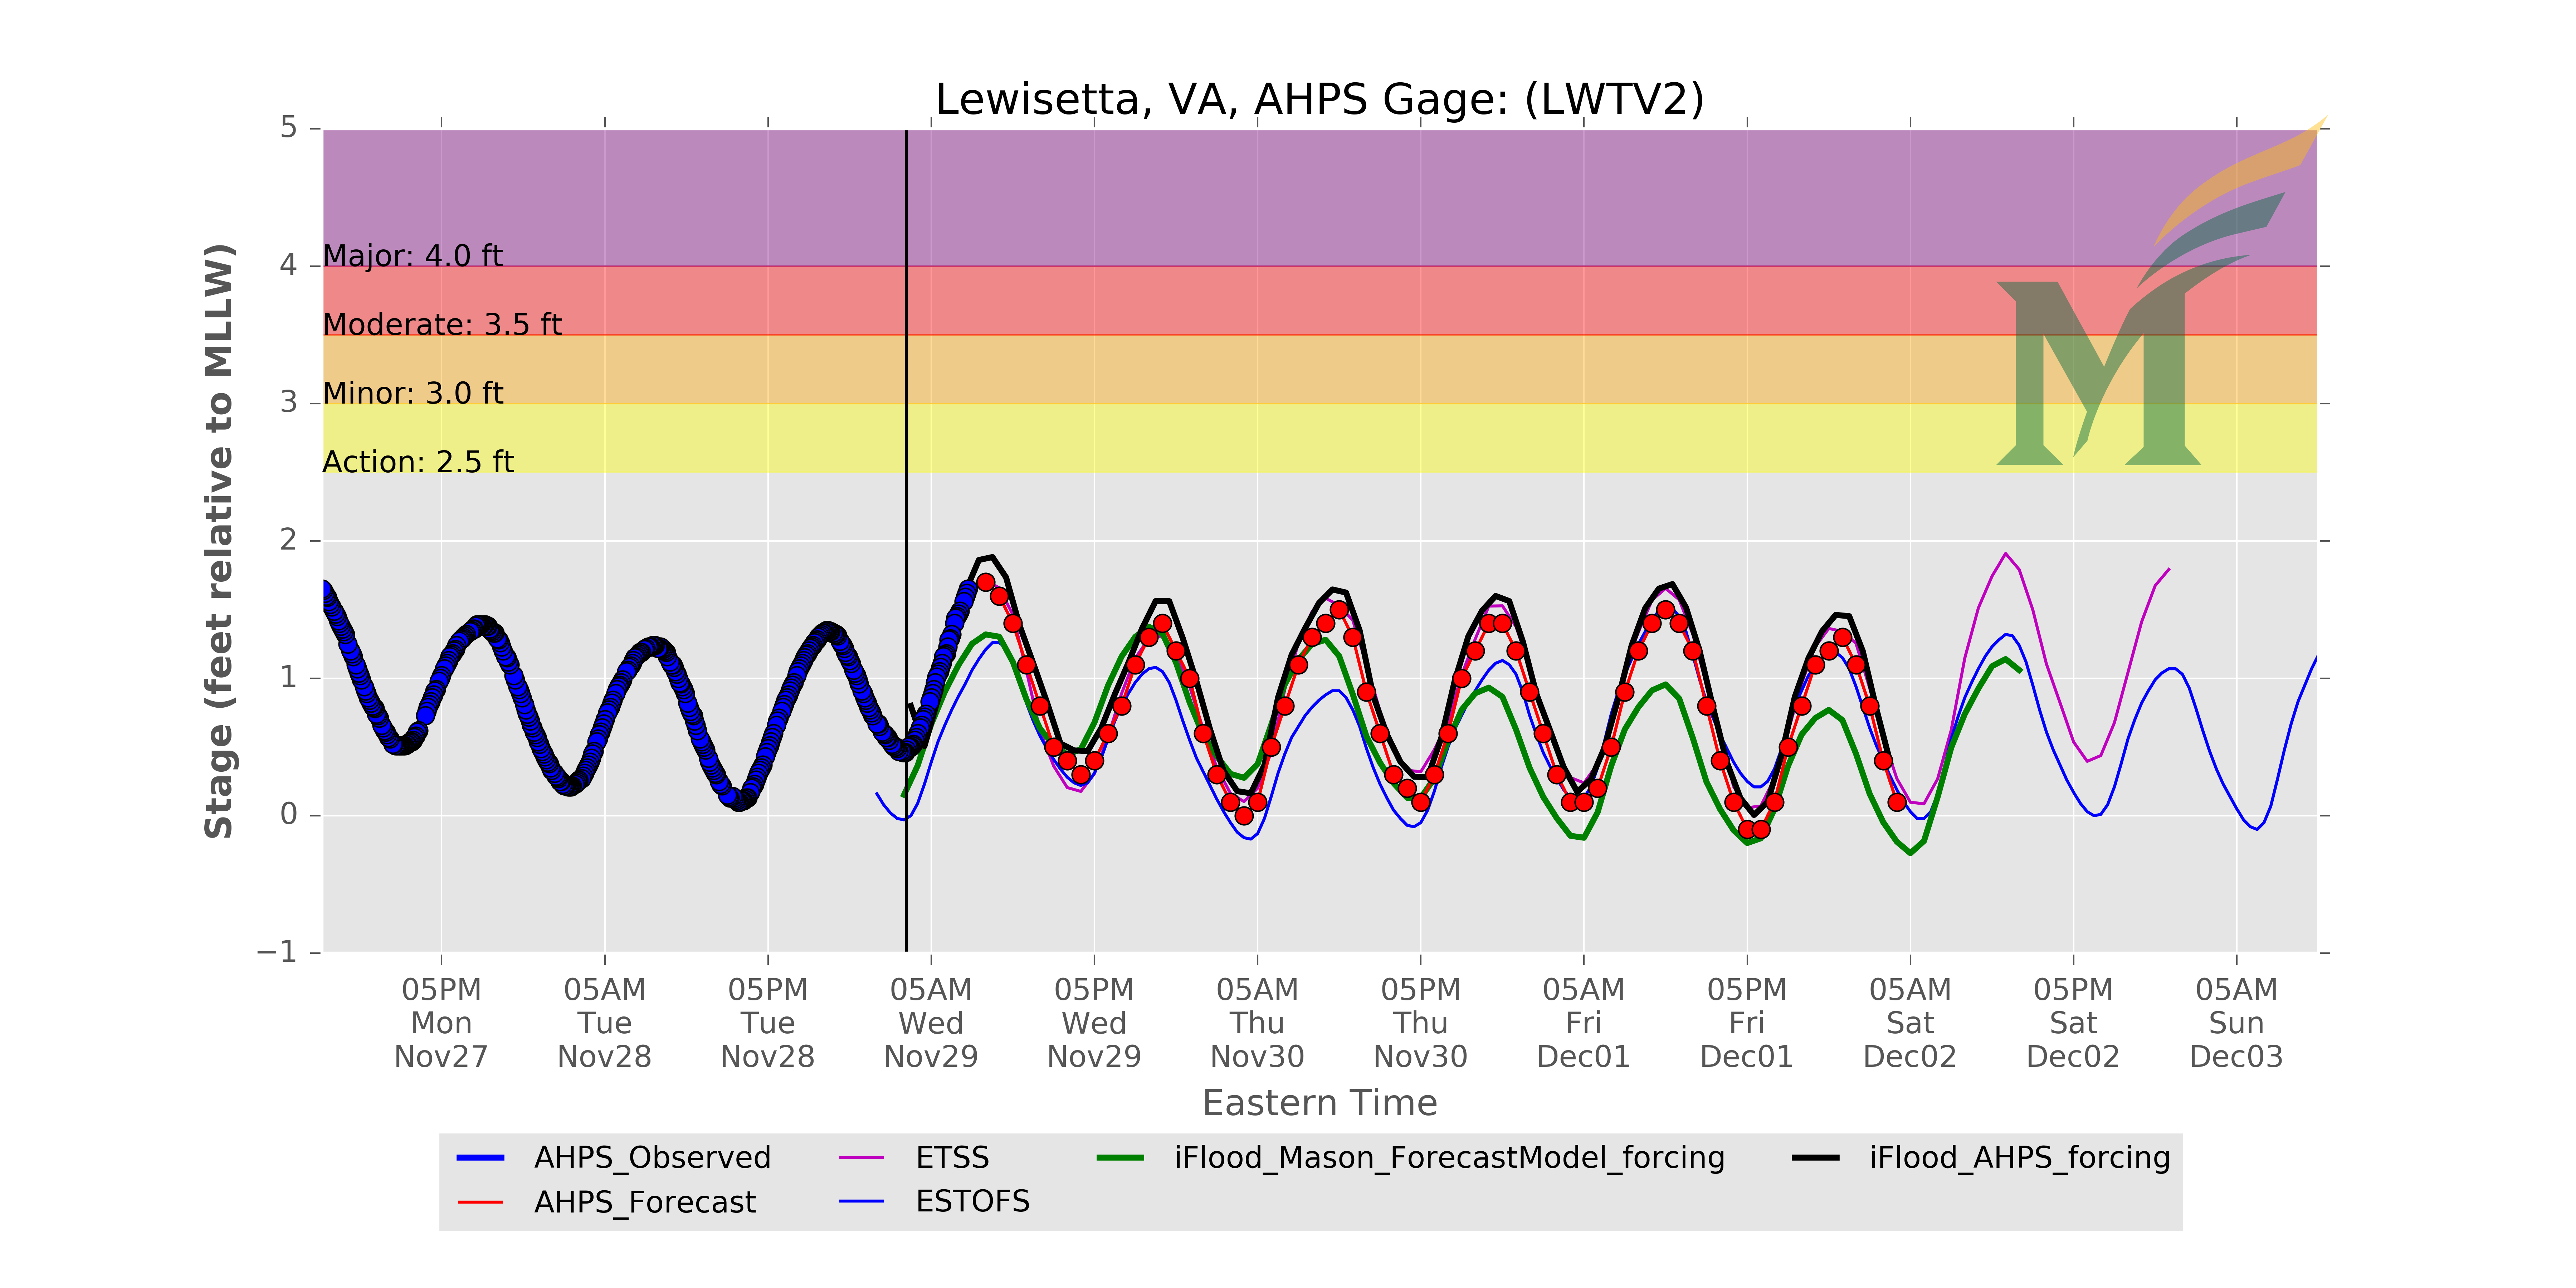 Lewisetta, VA, AHPS Gage: (LWTV2)
5
Major: 4.0 ft
4
Moderate: 3.5 ft
Minor: 3.0 ft
3
Action: 2.5 ft
2
1
0
−1
Stage (feet relative to MLLW)
05PM 05AM 05PM 05AM 05PM 05AM 05PM 05AM 05PM 05AM 05PM 05AM
Mon Tue Tue Wed Wed Thu Thu Fri Fri Sat Sat Sun
Nov27 Nov28 Nov28 Nov29 Nov29 Nov30 Nov30 Dec01 Dec01 Dec02 Dec02 Dec03
Eastern Time
AHPS_Observed ETSS iFlood_Mason_ForecastModel_forcing iFlood_AHPS_forcing
AHPS_Forecast ESTOFS
M